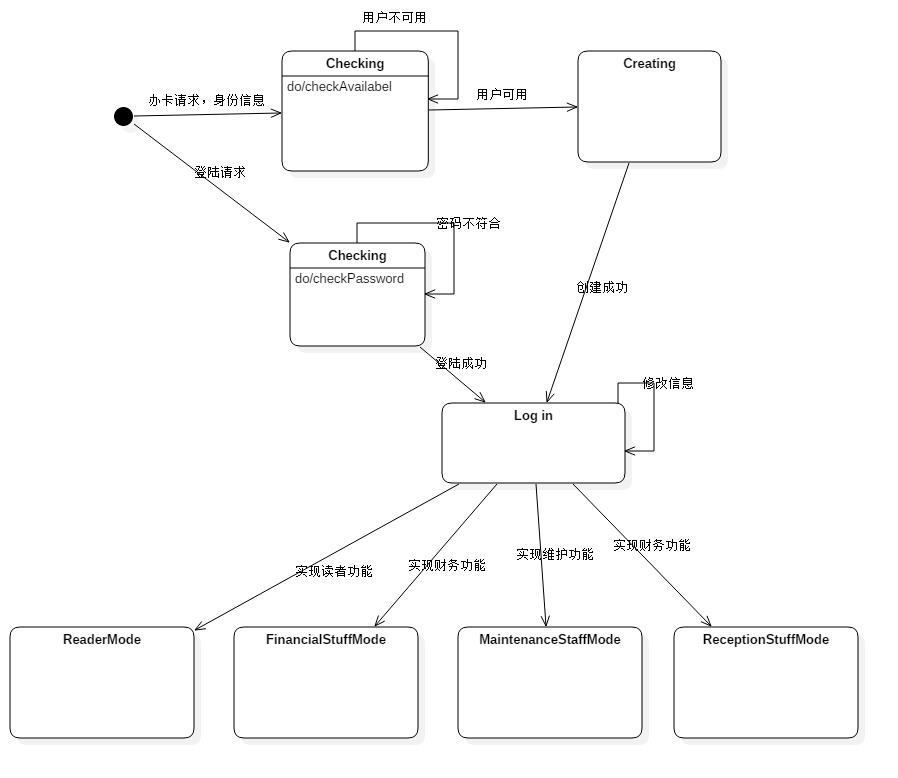 用户不可用
Checking
do/checkAvailabel
Creating
办卡请求，身份信息
用户可用
登陆请求
密码不符合
Checking
do/checkPassword
创建成功
登陆成功
修改信息
Log in
实现读者功能
实现财务功能
实现维护功能
实现财务功能
ReaderMode
FinancialStuffMode
MaintenanceStaffMode
ReceptionStuffMode